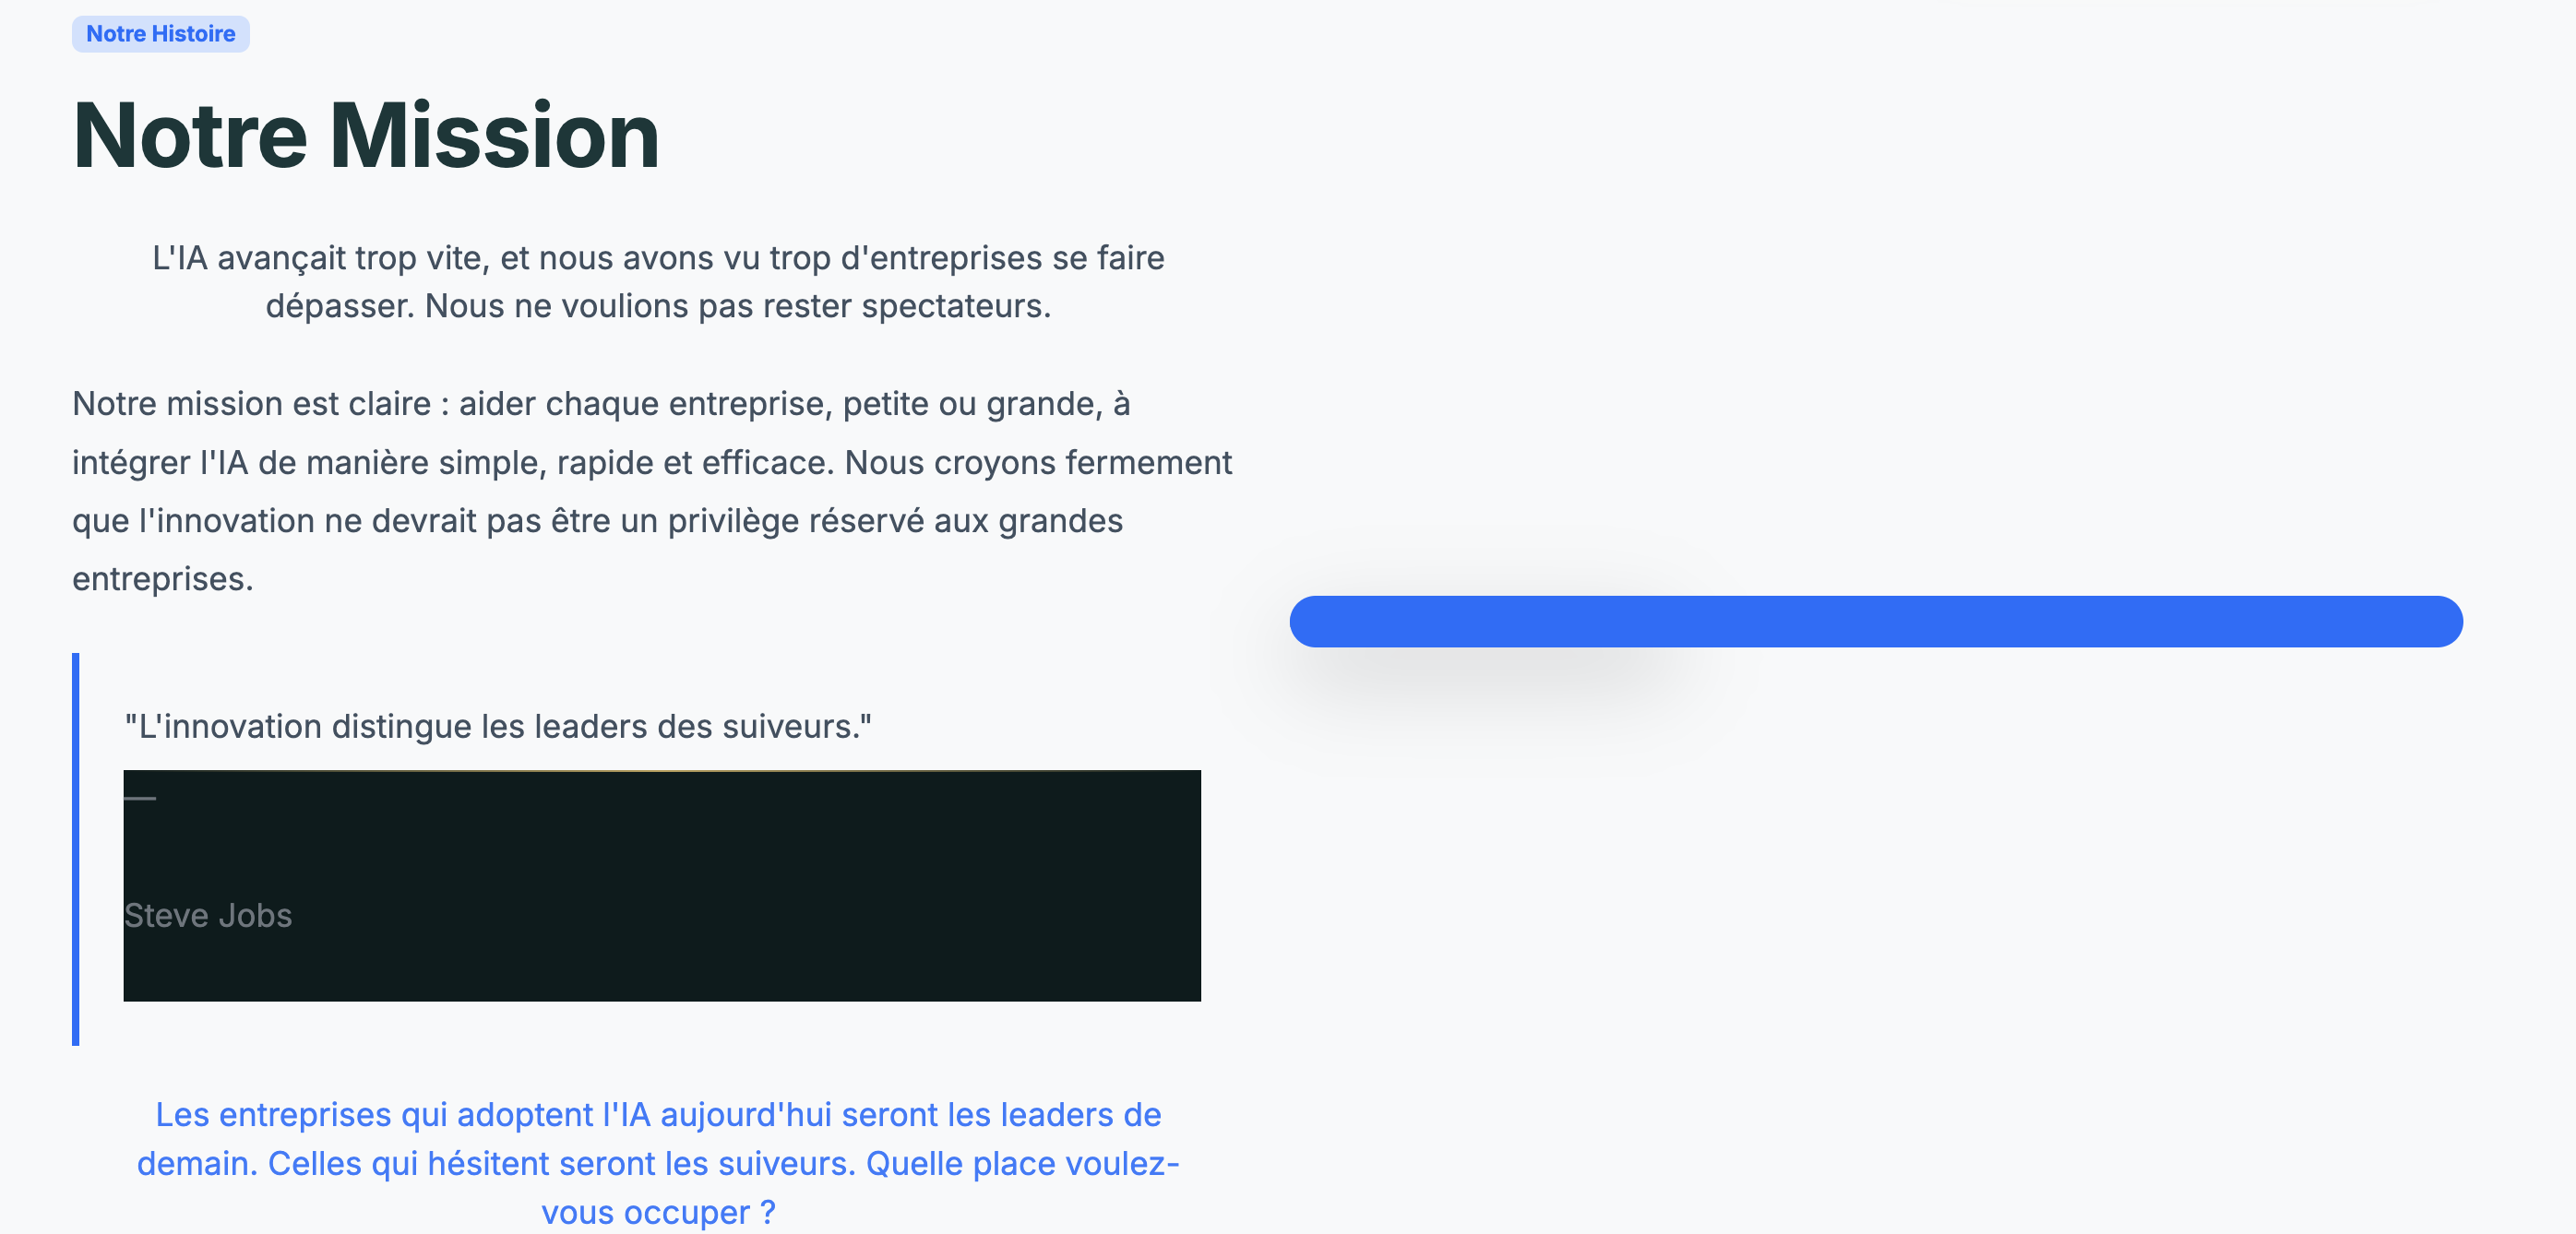 Notre Histoire
Notre Mission
L'IA avançait trop vite, et nous avons vu trop d'entreprises se faire
dépasser. Nous ne voulions pas rester spectateurs.
Notre mission est claire : aider chaque entreprise, petite ou grande, à
intégrer l'IA de manière simple, rapide et efficace. Nous croyons fermement
que l'innovation ne devrait pas être un privilège réservé aux grandes
entreprises.
"L'innovation distingue les leaders des suiveurs."
—
Steve Jobs
Les entreprises qui adoptent l'IA aujourd'hui seront les leaders de
demain. Celles qui hésitent seront les suiveurs. Quelle place voulez-
vous occuper ?